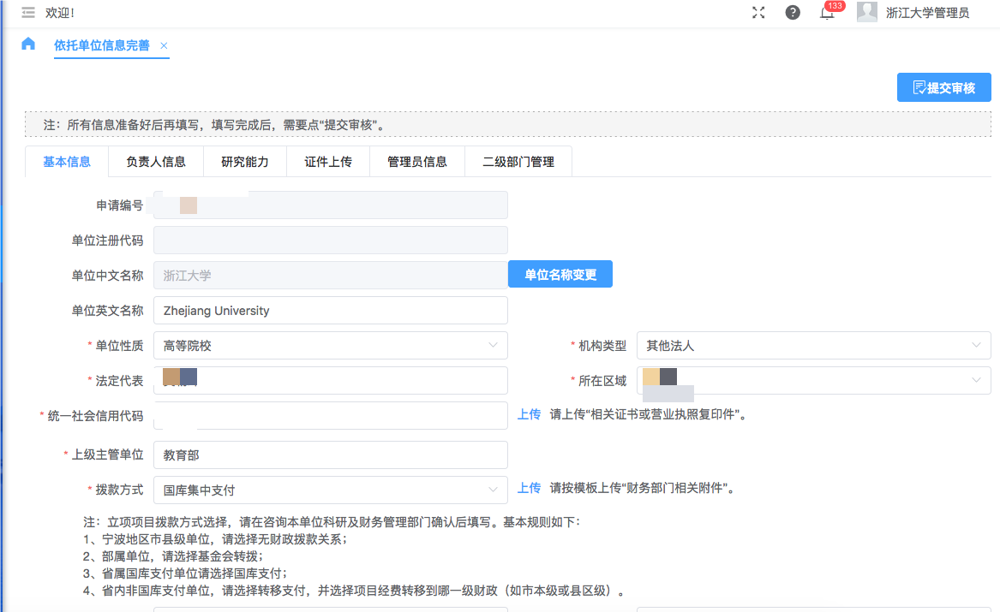 欢迎!
133
浙江大学管理员
依托单位信息完善 ×
提交审核
注：所有信息准备好后再填写，填写完成后，需要点“提交审核”。
基本信息 负责人信息 研究能力 证件上传 管理员信息 二级部门管理
申请编号
单位注册代码
单位中文名称 浙江大学 单位名称变更
单位英文名称 Zhejiang University
* 单位性质 高等院校 * 机构类型 其他法人
* 法定代表 * 所在区域
* 统一社会信用代码 上传 请上传“相关证书或营业执照复印件”。
* 上级主管单位 教育部
* 拨款方式 国库集中支付 上传 请按模板上传“财务部门相关附件”。
注：立项项目拨款方式选择，请在咨询本单位科研及财务管理部门确认后填写。基本规则如下：
1、宁波地区市县级单位，请选择无财政拨款关系；
2、部属单位，请选择基金会转拨；
3、省属国库支付单位请选择国库支付；
4、省内非国库支付单位，请选择转移支付，并选择项目经费转移到哪一级财政（如市本级或县区级）。